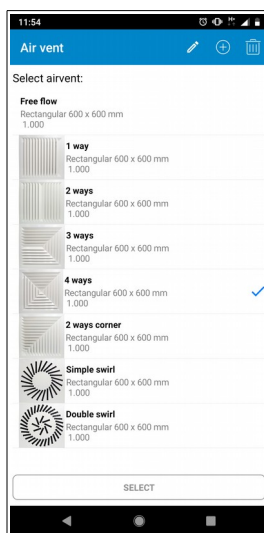 11:54
Air vent
Select airvent:
Free flow
Rectangular 600 x 600 mm
1.000
1 way
Rectangular 600 x 600 mm
1.000
2 ways
Rectangular 600 x 600 mm
1.000
3 ways
Rectangular 600 x 600 mm
1.000
4 ways
Rectangular 600 x 600 mm
1.000
2 ways corner
Rectangular 600 x 600 mm
1.000
Simple swirl
Rectangular 600 x 600 mm
1.000
Double swirl
Rectangular 600 x 600 mm
1.000
SELECT